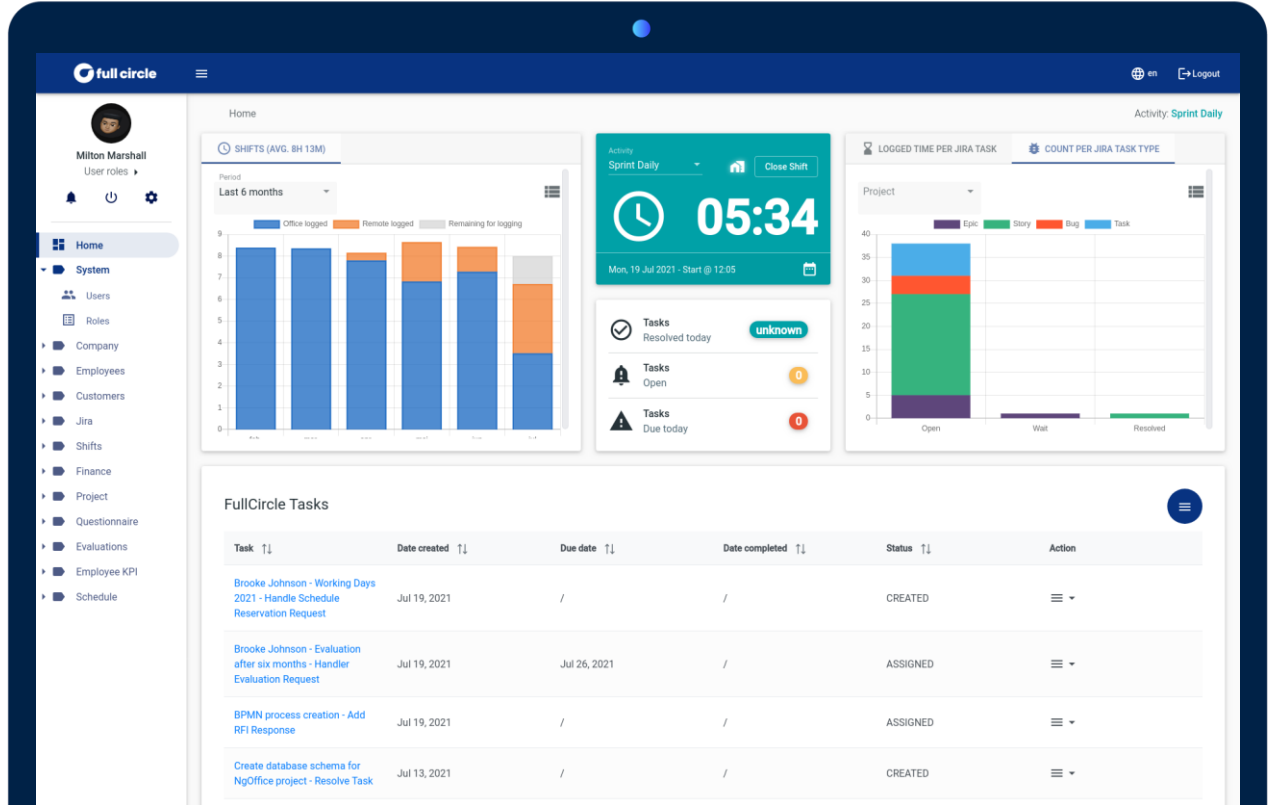 full circle
en
Logout
Milton Marshall
User roles
Home
System
Users
Roles
Company
Employees
Customers
Jira
Shifts
Finance
Project
Questionnaire
Evaluations
Employee KPI
Schedule
Home
Activity: Sprint Daily
SHIFTS (AVG. 8H 13M)
Period
Last 6 months
Office logged Remote logged Remaining for logging
9
8
7
6
5
4
3
2
1
0
Activity
Sprint Daily
Close Shift
05:34
Mon, 19 Jul 2021 - Start @ 12:05
Tasks
Resolved today
unknown
Tasks
Open
0
Tasks
Due today
0
LOGGED TIME PER JIRA TASK
COUNT PER JIRA TASK TYPE
Project
Epic Story Bug Task
40
35
30
25
20
15
10
5
0
Open Wait Resolved
FullCircle Tasks
Task Date created Due date Date completed Status Action
Brooke Johnson - Working Days
2021 - Handle Schedule
Reservation Request
Jul 19, 2021 / / CREATED
Brooke Johnson - Evaluation
after six months - Handler
Evaluation Request
Jul 19, 2021 Jul 26, 2021 / ASSIGNED
BPMN process creation - Add
RFI Response
Jul 19, 2021 / / ASSIGNED
Create database schema for
NgOffice project - Resolve Task
Jul 13, 2021 / / CREATED